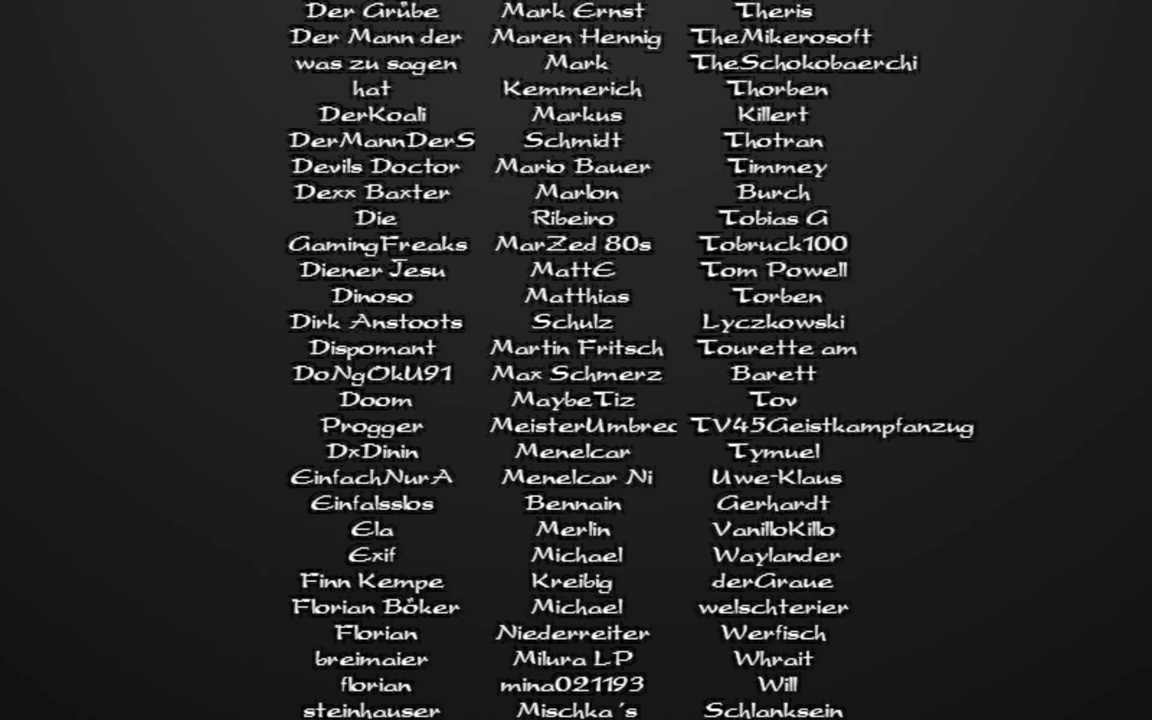 Der Grübe
Der Mann der
was zu sagen
hat
DerKoali
DerMannDerS
Devils Doctor
Dexx Baxter
Die
GamingFreaks
Diener Jesu
Dinoso
Dirk Anstoots
Dispomant
DoNgOkU91
Doom
Progger
DxDinin
EinfachNurA
Einfalsslos
Ela
Exif
Finn Kempe
Florian Böker
Florian
breimaier
florian
steinhauser
Mark Ernst
Maren Hennig
Mark
Kemmerich
Markus
Schmidt
Mario Bauer
Marlon
Ribeiro
MarZed 80s
MattE
Matthias
Schulz
Martin Fritsch
Max Schmerz
MaybeTiz
MeisterUmbrec
Menelcar
Menelcar Ni
Bennain
Merlin
Michael
Kreibig
Michael
Niederreiter
Milura LP
mina021193
Mischka´s
Theris
TheMikerosoft
TheSchokobaerchi
Thorben
Killert
Thotran
Timmey
Burch
Tobias G
Tobruck100
Tom Powell
Torben
Lyczkowski
Tourette am
Barett
Tov
TV45Geistkampfanzug
Tymuel
Uwe-Klaus
Gerhardt
VanilloKillo
Waylander
derGraue
welschterier
Werfisch
Whrait
Will
Schlanksein